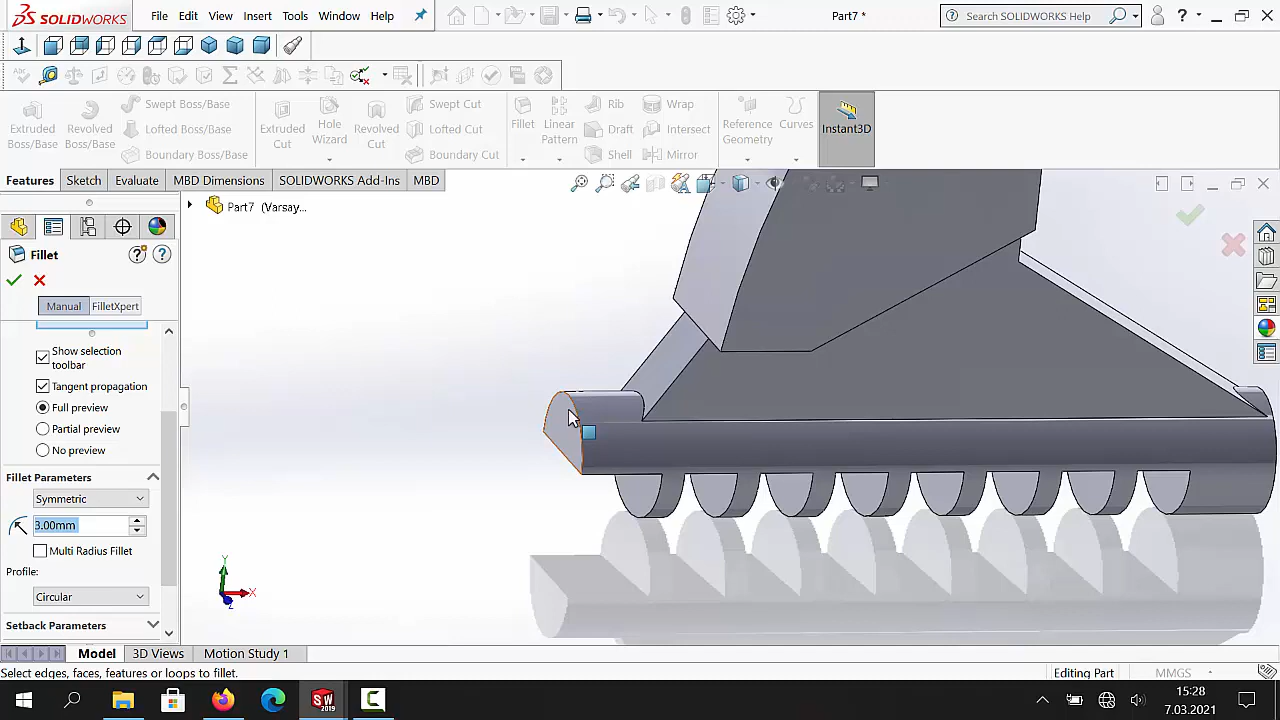 SOLIDWORKS File Edit View Insert Tools Window Help Part7 * Search SOLIDWORKS Help
Extruded Boss/Base
Revolved Boss/Base
Swept Boss/Base
Lofted Boss/Base
Boundary Boss/Base
Extruded Cut
Hole Wizard
Revolved Cut
Swept Cut
Lofted Cut
Boundary Cut
Fillet
Linear Pattern
Rib
Draft
Shell
Wrap
Intersect
Mirror
Reference Geometry
Curves
Instant3D
Features Sketch Evaluate MBD Dimensions SOLIDWORKS Add-Ins MBD
Part7 (Varsay...
Fillet
Manual FilletXpert
Show selection
toolbar
Tangent propagation
Full preview
Partial preview
No preview
Fillet Parameters
Symmetric
3.00mm
Multi Radius Fillet
Profile:
Circular
Setback Parameters
Y
X
Z
Model 3D Views Motion Study 1
Select edges, faces, features or loops to fillet. Editing Part MMGS
SW
2019
15:28
7.03.2021